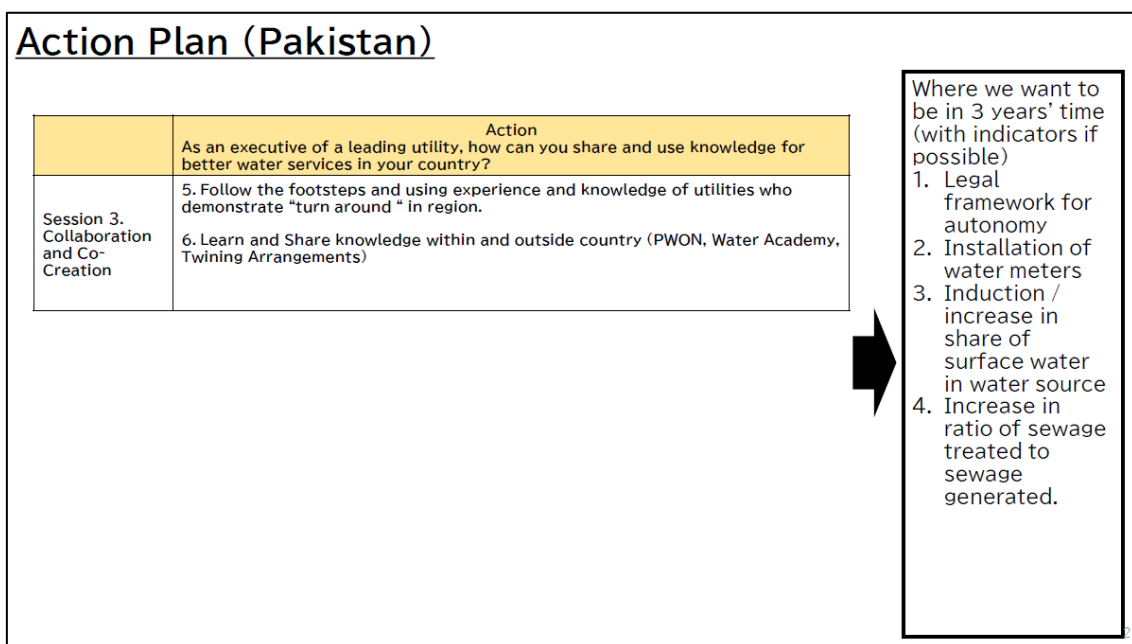 Action Plan (Pakistan)
Action
As an executive of a leading utility, how can you share and use knowledge for
better water services in your country?
Session 3.
Collaboration
and Co-
Creation
5. Follow the footsteps and using experience and knowledge of utilities who
demonstrate “turn around “ in region.
6. Learn and Share knowledge within and outside country (PWON, Water Academy,
Twining Arrangements)
Where we want to
be in 3 years’ time
(with indicators if
possible)
1. Legal
framework for
autonomy
2. Installation of
water meters
3. Induction /
increase in
share of
surface water
in water source
4. Increase in
ratio of sewage
treated to
sewage
generated.
2